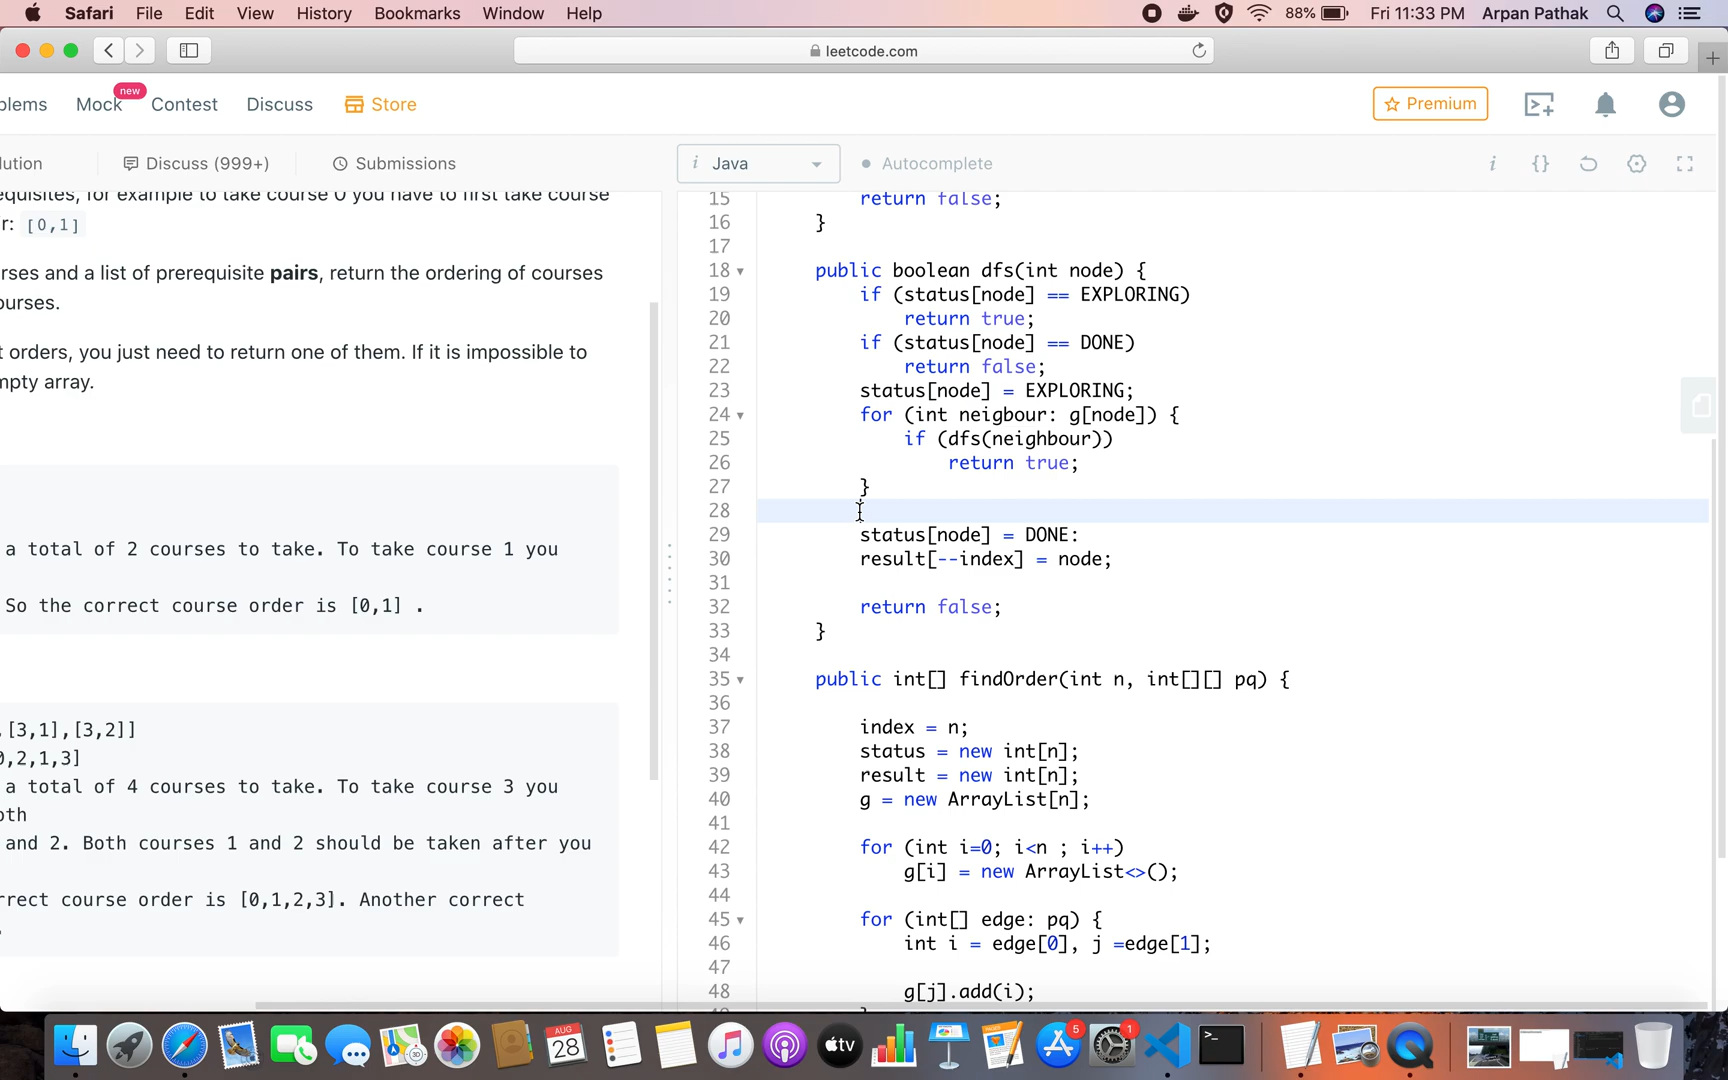 Safari File Edit View History Bookmarks Window Help 88% Fri 11:33 PM Arpan Pathak
leetcode.com
blems Mock new Contest Discuss Store Premium
lution Discuss (999+) Submissions Java Autocomplete
equisites, for example to take course 0 you have to first take course
r: [0,1]
rses and a list of prerequisite pairs, return the ordering of courses
ourses.
t orders, you just need to return one of them. If it is impossible to
mpty array.
a total of 2 courses to take. To take course 1 you
So the correct course order is [0,1] .
,[3,1],[3,2]]
0,2,1,3]
a total of 4 courses to take. To take course 3 you
oth
and 2. Both courses 1 and 2 should be taken after you
rrect course order is [0,1,2,3]. Another correct
15 return false;
16 }
17
18 public boolean dfs(int node) {
19 if (status[node] == EXPLORING)
20 return true;
21 if (status[node] == DONE)
22 return false;
23 status[node] = EXPLORING;
24 for (int neigbour: g[node]) {
25 if (dfs(neighbour))
26 return true;
27 }
28
29 status[node] = DONE:
30 result[--index] = node;
31
32 return false;
33 }
34
35 public int[] findOrder(int n, int[][] pq) {
36
37 index = n;
38 status = new int[n];
39 result = new int[n];
40 g = new ArrayList[n];
41
42 for (int i=0; i<n ; i++)
43 g[i] = new ArrayList<>();
44
45 for (int[] edge: pq) {
46 int i = edge[0], j =edge[1];
47
48 g[j].add(i);
AUG
28
tv
5
1